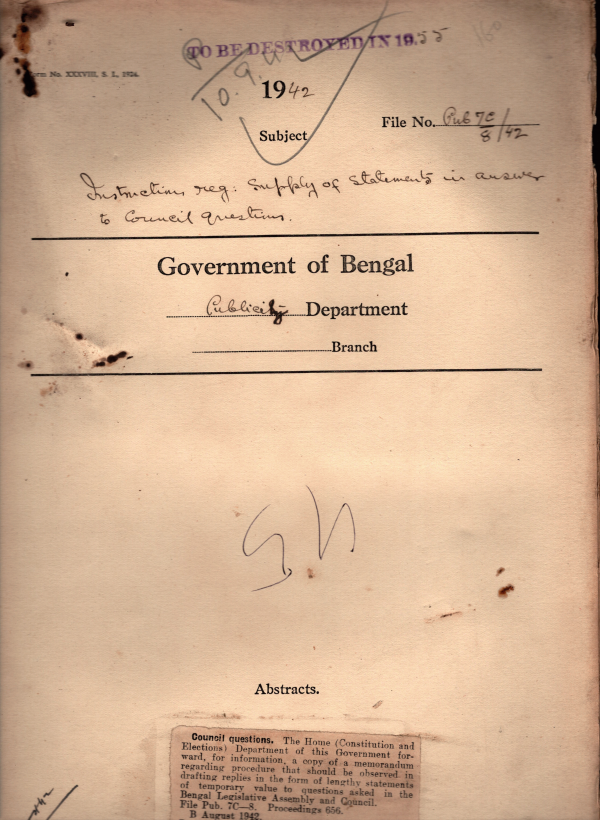 TO BE DESTROYED IN 1955
Form No. XXXVIII, S. L., 1924.
10.9.42
1942
File No. Pub 7C/8/42
Subject
Instructions reg: supply of statements in answer
to Council questions.
Government of Bengal
Publicity Department
Branch
Abstracts.
Council questions. The Home (Constitution and
Elections) Department of this Government for-
ward, for information, a copy of a memorandum
regarding procedure that should be observed in
drafting replies in the form of lengthy statements
of temporary value to questions asked in the
Bengal Legislative Assembly and Council.
File Pub. 7C—8. Proceedings 656.
B August 1942.